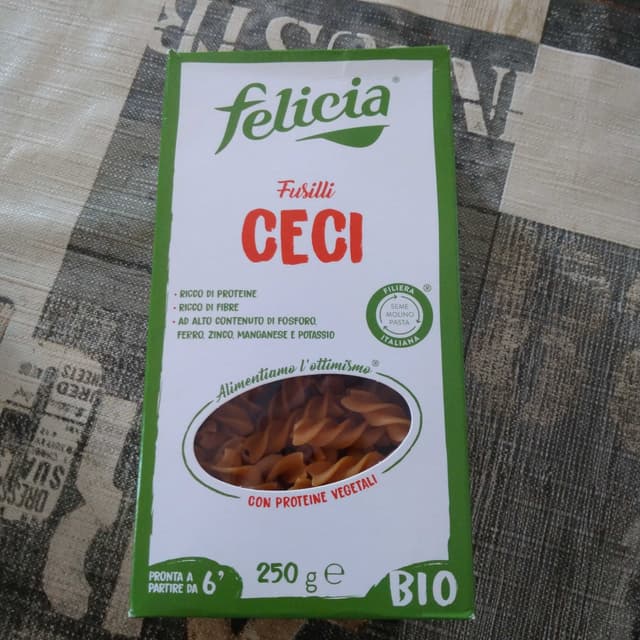 felicia®
Fusilli
CECI
• RICCO DI PROTEINE
• RICCO DI FIBRE
• AD ALTO CONTENUTO DI FOSFORO,
FERRO, ZINCO, MANGANESE E POTASSIO
FILIERA ®
SEME
MOLINO
PASTA
ITALIANA
Alimentiamo l'ottimismo®
CON PROTEINE VEGETALI
PRONTA A
PARTIRE DA 6'
250 g ℮
BIO